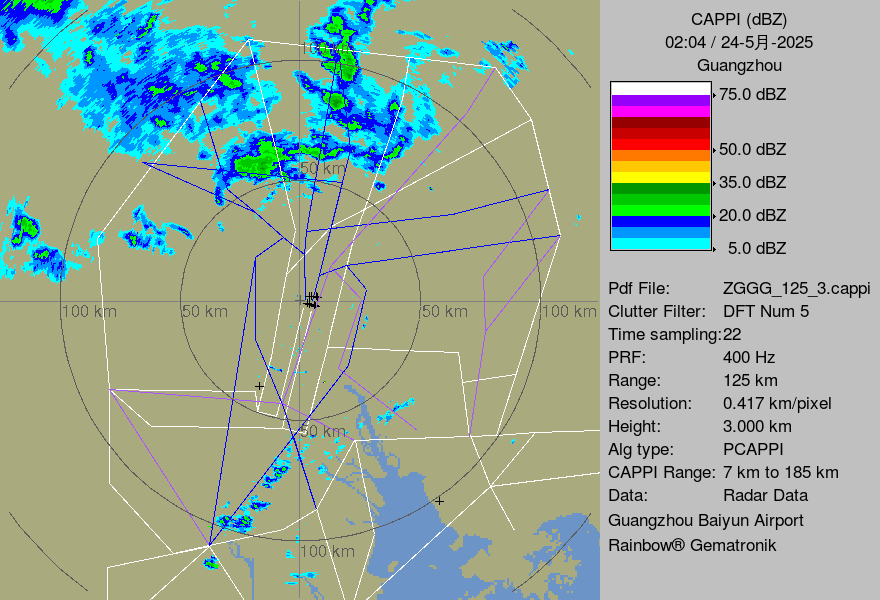 CAPPI (dBZ)
02:04 / 24-5月-2025
Guangzhou
75.0 dBZ
50.0 dBZ
35.0 dBZ
20.0 dBZ
5.0 dBZ
50 km
100 km
50 km
50 km
100 km
50 km
100 km
Pdf File: ZGGG_125_3.cappi
Clutter Filter: DFT Num 5
Time sampling:22
PRF: 400 Hz
Range: 125 km
Resolution: 0.417 km/pixel
Height: 3.000 km
Alg type: PCAPPI
CAPPI Range: 7 km to 185 km
Data: Radar Data
Guangzhou Baiyun Airport
Rainbow® Gematronik